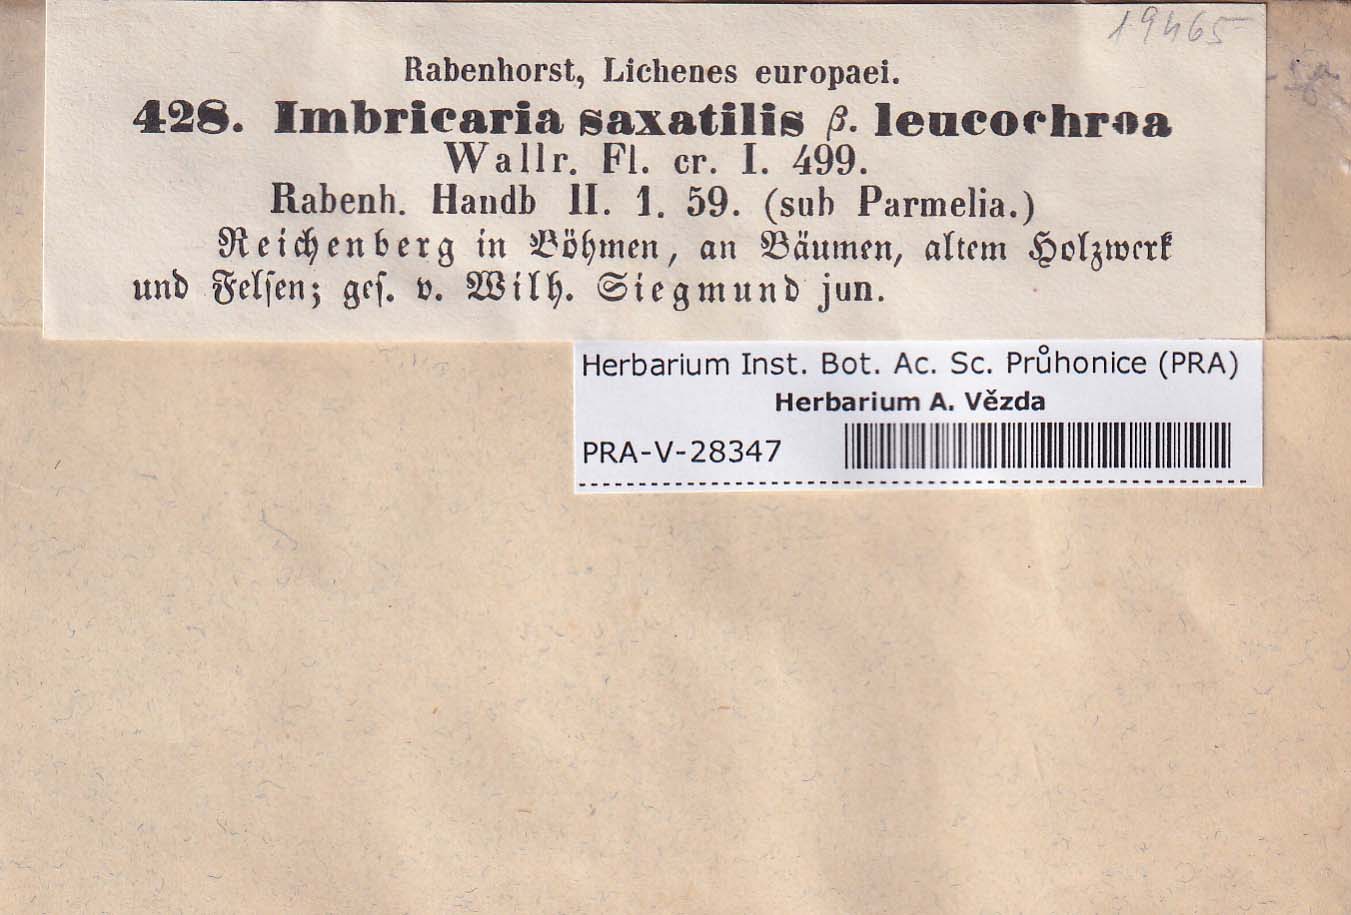 19465
Rabenhorst, Lichenes europaei.
428. Imbricaria saxatilis β. leucochroa
Wallr. Fl. cr. I. 499.
Rabenh. Handb II. 1. 59. (sub Parmelia.)
Reichenberg in Böhmen, an Bäumen, altem Holzwerk
und Felsen; ges. v. Wilh. Siegmund jun.
Herbarium Inst. Bot. Ac. Sc. Průhonice (PRA)
Herbarium A. Vězda
PRA-V-28347